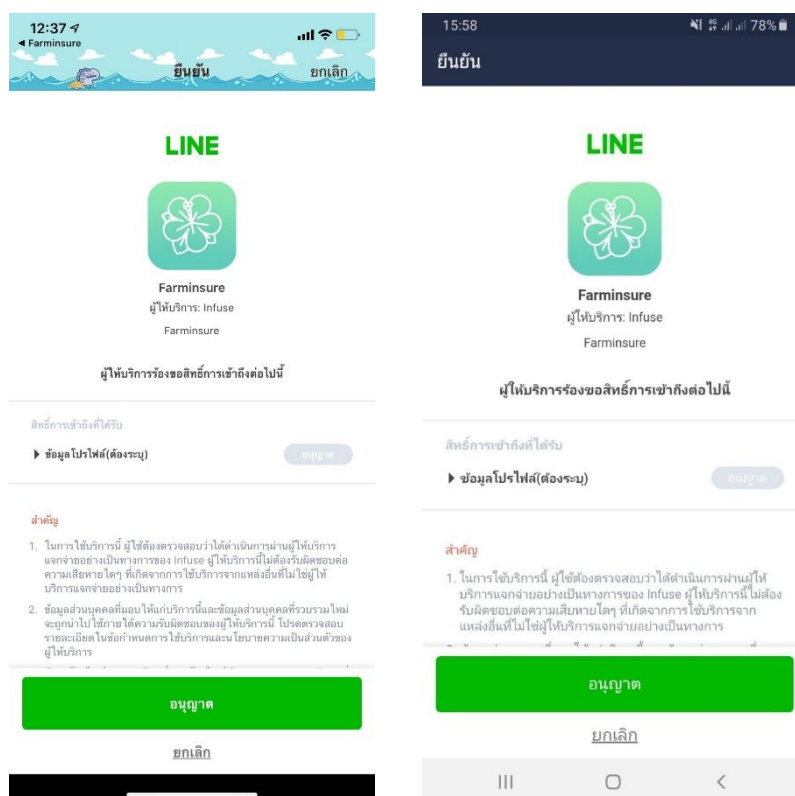 12:37
◀ Farminsure
ยืนยัน
ยกเลิก
LINE
Farminsure
ผู้ให้บริการ: Infuse
Farminsure
ผู้ให้บริการร้องขอสิทธิ์การเข้าถึงต่อไปนี้
สิทธิ์การเข้าถึงที่ได้รับ
▶ ข้อมูลโปรไฟล์(ต้องระบุ)
อนุญาต
สำคัญ
1. ในการใช้บริการนี้ ผู้ใช้ต้องตรวจสอบว่าได้ดำเนินการผ่านผู้ให้บริการ
แจกจ่ายอย่างเป็นทางการของ Infuse ผู้ให้บริการนี้ไม่ต้องรับผิดชอบต่อ
ความเสียหายใดๆ ที่เกิดจากการใช้บริการจากแหล่งอื่นที่ไม่ใช่ผู้ให้
บริการแจกจ่ายอย่างเป็นทางการ
2. ข้อมูลส่วนบุคคลที่มอบให้แก่บริการนี้และข้อมูลส่วนบุคคลที่รวบรวมใหม่
จะถูกนำไปใช้ภายใต้ความรับผิดชอบของผู้ให้บริการนี้ โปรดตรวจสอบ
รายละเอียดในข้อกำหนดการใช้บริการและนโยบายความเป็นส่วนตัวของ
ผู้ให้บริการ
อนุญาต
ยกเลิก
15:58
4G
78%
ยืนยัน
LINE
Farminsure
ผู้ให้บริการ: Infuse
Farminsure
ผู้ให้บริการร้องขอสิทธิ์การเข้าถึงต่อไปนี้
สิทธิ์การเข้าถึงที่ได้รับ
▶ ข้อมูลโปรไฟล์(ต้องระบุ)
อนุญาต
สำคัญ
1. ในการใช้บริการนี้ ผู้ใช้ต้องตรวจสอบว่าได้ดำเนินการผ่านผู้ให้
บริการแจกจ่ายอย่างเป็นทางการของ Infuse ผู้ให้บริการนี้ไม่ต้อง
รับผิดชอบต่อความเสียหายใดๆ ที่เกิดจากการใช้บริการจาก
แหล่งอื่นที่ไม่ใช่ผู้ให้บริการแจกจ่ายอย่างเป็นทางการ
อนุญาต
ยกเลิก